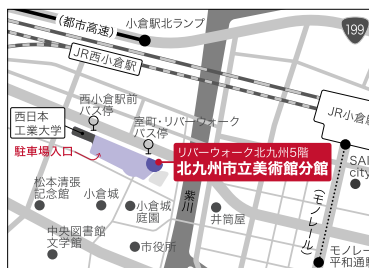 (都市高速)
小倉駅北ランプ
199
JR西小倉駅
JR小倉
西小倉駅前
バス停
西日本
工業大学
室町・リバーウォーク
バス停
駐車場入口
リバーウォーク北九州5階
北九州市立美術館分館
SAI
city
松本清張
記念館
小倉城
小倉城
庭園
紫川
井筒屋
(モノレール)
中央図書館
文学館
市役所
モノレー
平和通駅